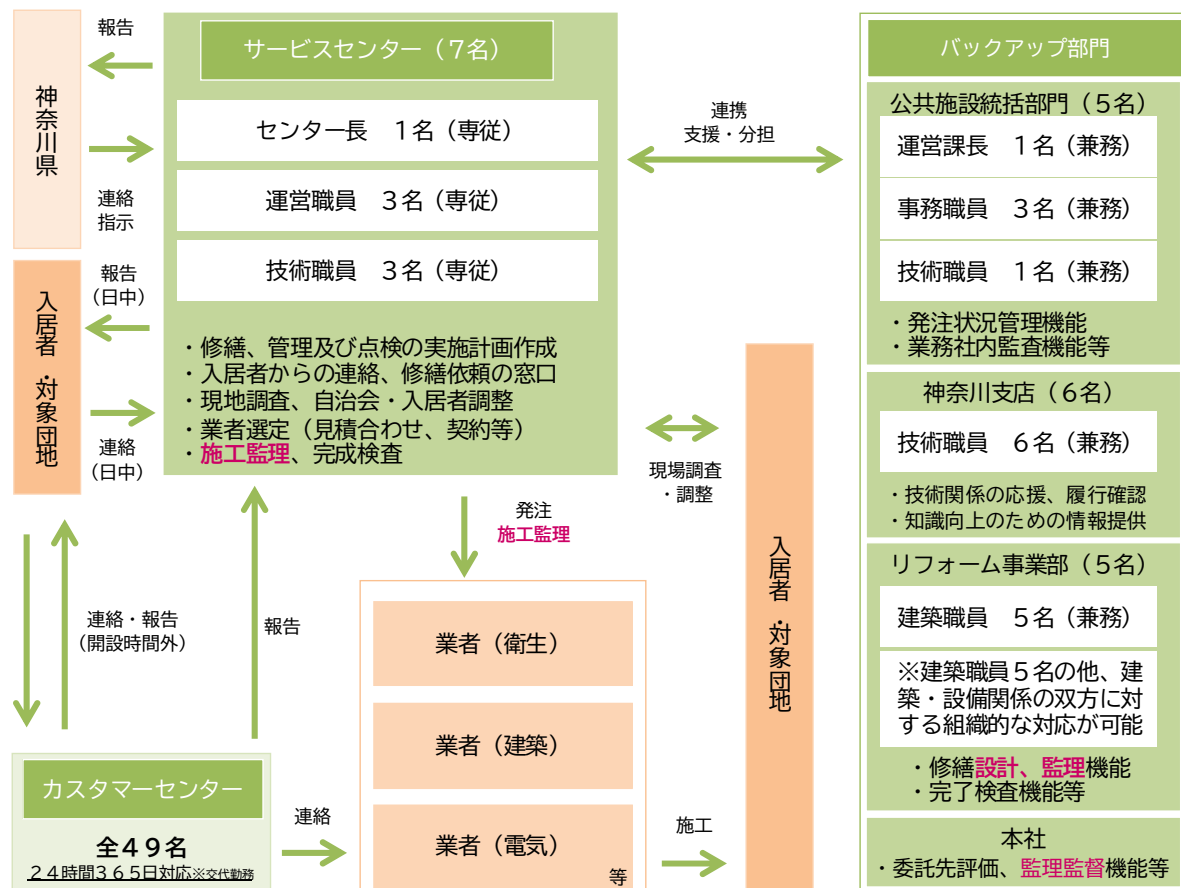 報告
神奈川県
連絡
指示
サービスセンター（７名）
センター長　１名（専従）
運営職員　３名（専従）
技術職員　３名（専従）
・修繕、管理及び点検の実施計画作成
・入居者からの連絡、修繕依頼の窓口
・現地調査、自治会・入居者調整
・業者選定（見積合わせ、契約等）
・施工監理、完成検査
報告
（日中）
入居者・対象団地
連絡
（日中）
連携
支援・分担
現場調査
・調整
発注
施工監理
連絡・報告
（開設時間外）
報告
カスタマーセンター
全４９名
２４時間３６５日対応※交代勤務
連絡
業者（衛生）
業者（建築）
業者（電気）
等
施工
入居者・対象団地
バックアップ部門
公共施設統括部門（５名）
運営課長　１名（兼務）
事務職員　３名（兼務）
技術職員　１名（兼務）
・発注状況管理機能
・業務社内監査機能等
神奈川支店（６名）
技術職員　６名（兼務）
・技術関係の応援、履行確認
・知識向上のための情報提供
リフォーム事業部（５名）
建築職員　５名（兼務）
※建築職員５名の他、建
築・設備関係の双方に対
する組織的な対応が可能
・修繕設計、監理機能
・完了検査機能等
本社
・委託先評価、監理監督機能等